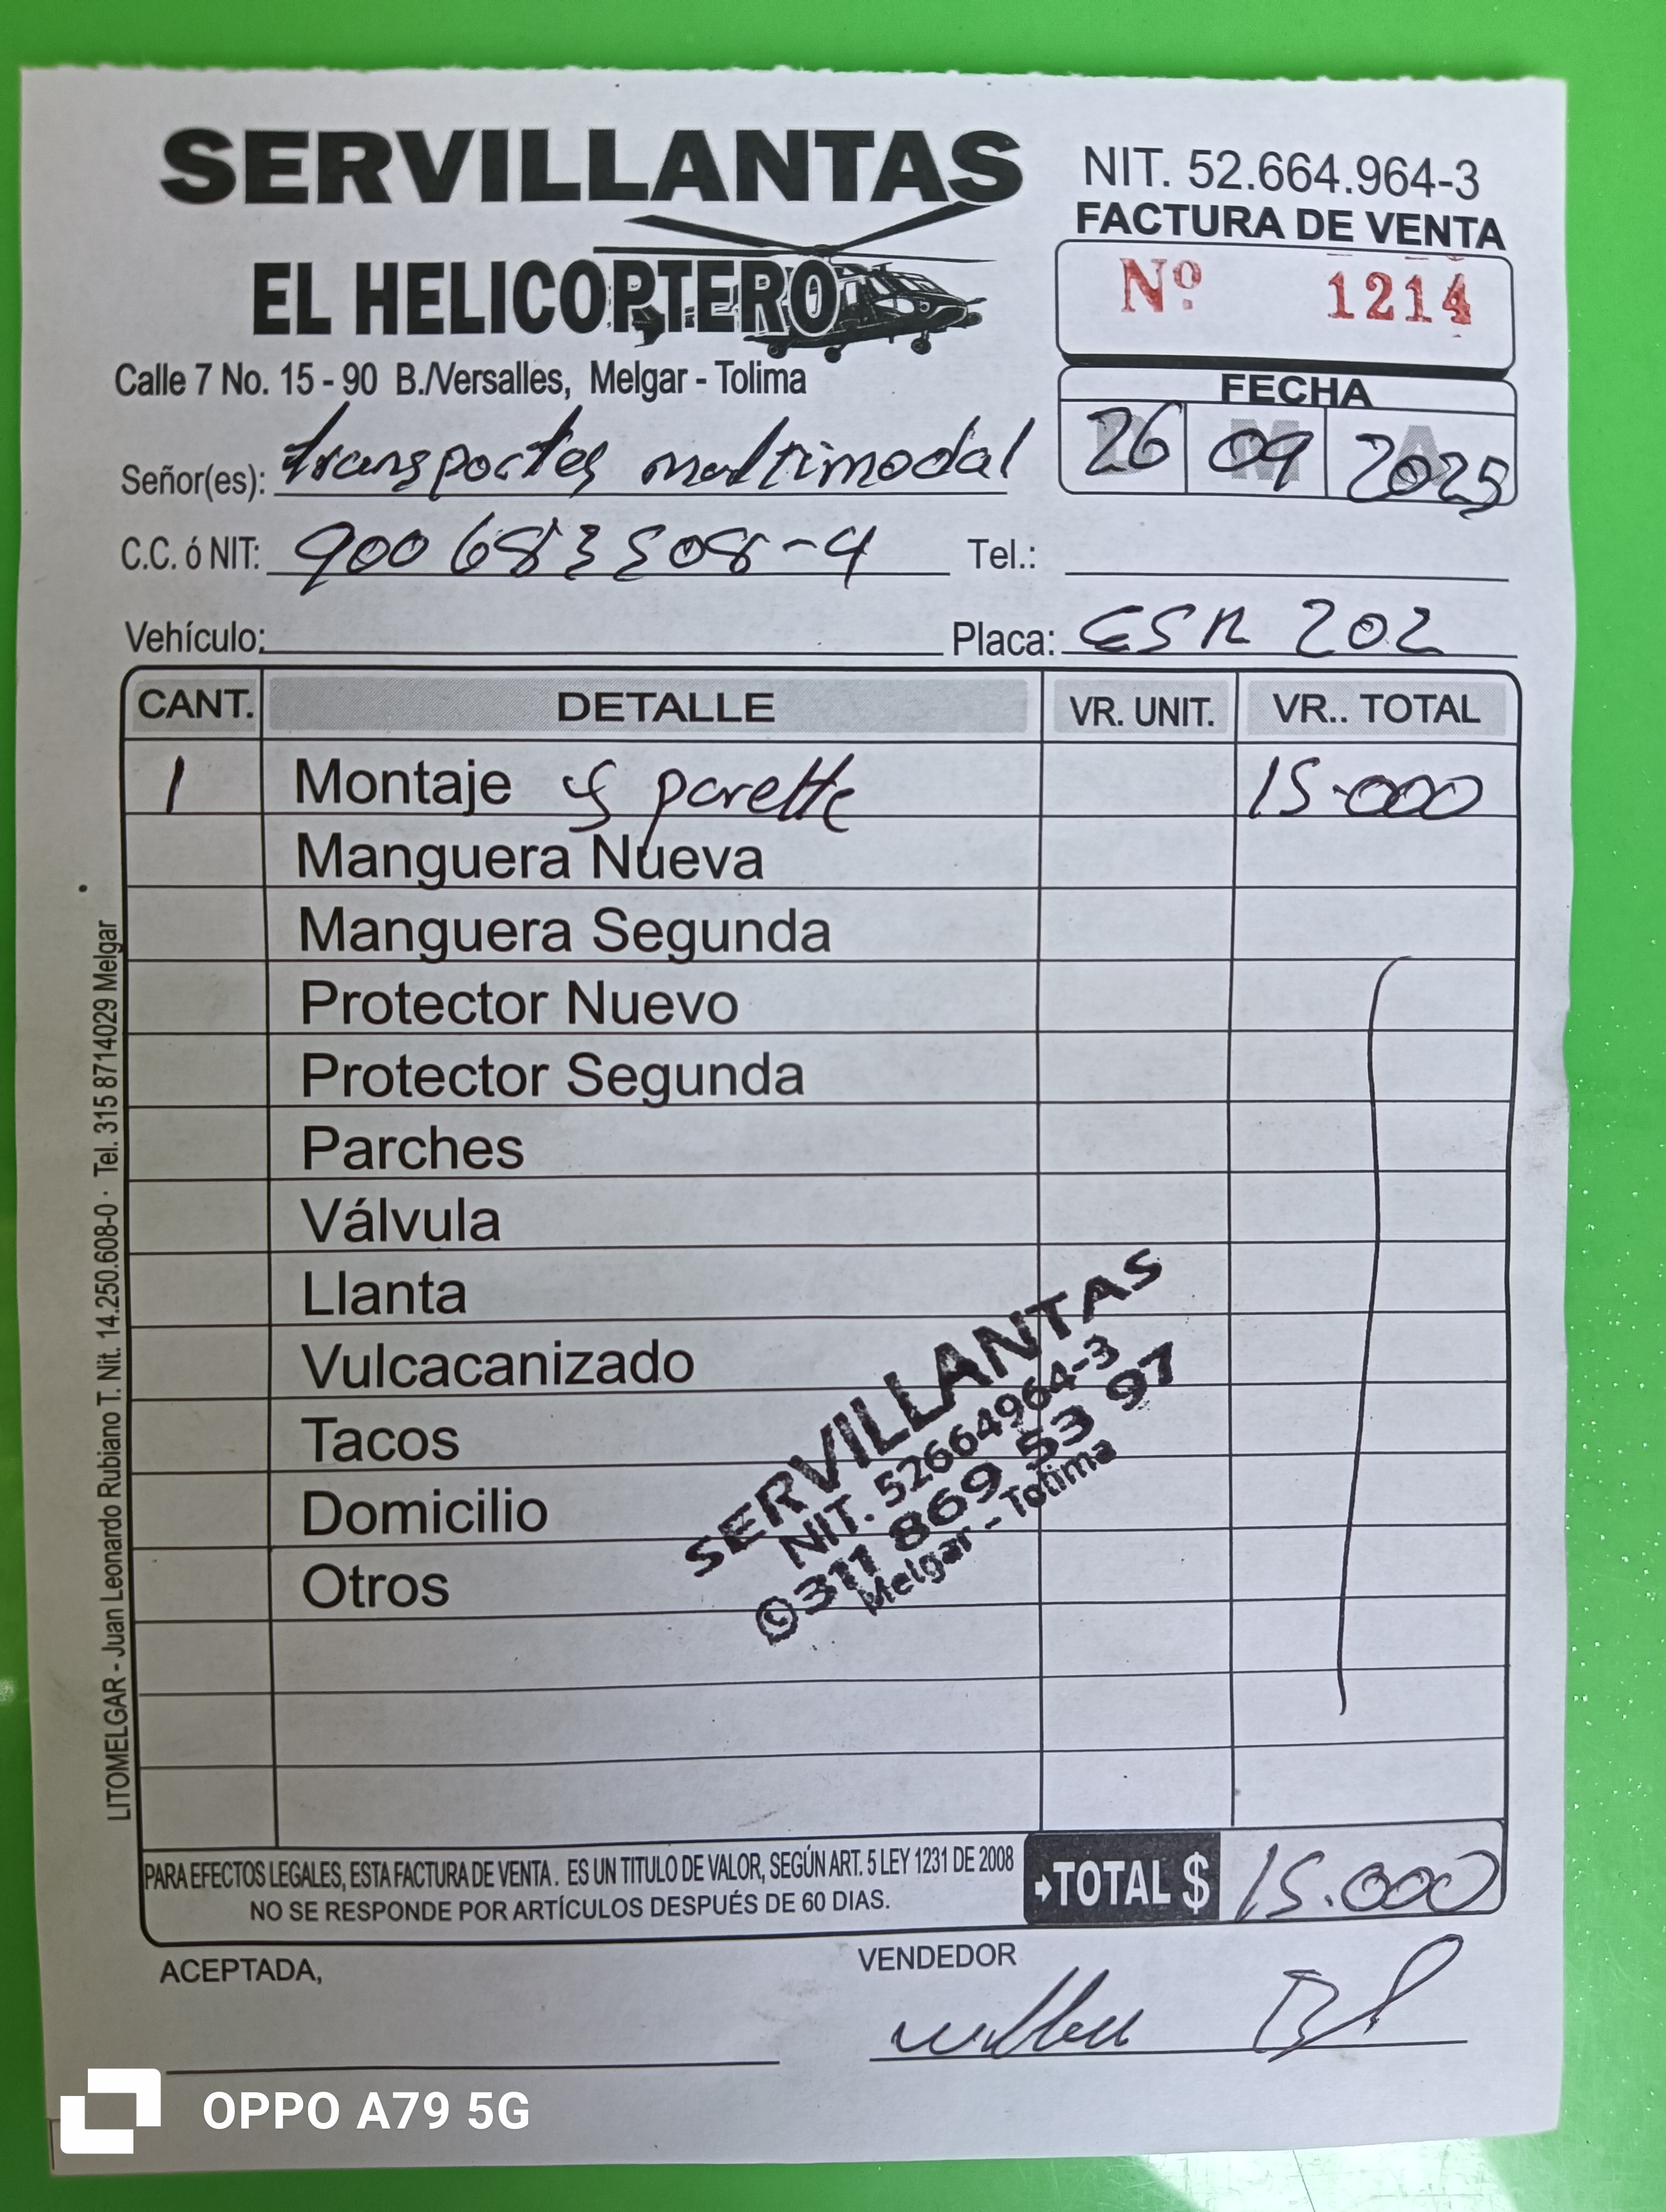 SERVILLANTAS
EL HELICOPTERO
NIT. 52.664.964-3
FACTURA DE VENTA
Nº 1214
Calle 7 No. 15 - 90 B./Versalles, Melgar - Tolima
FECHA
26 09 2025
Señor(es): transportes multimodal
C.C. ó NIT: 900683508-4 Tel.:
Vehículo: Placa: ESR 202
CANT. DETALLE VR. UNIT. VR.. TOTAL
1 Montaje y 15.000
Manguera Nueva
Manguera Segunda
Protector Nuevo
Protector Segunda
Parches
Válvula
Llanta
Vulcacanizado
Tacos
Domicilio
Otros
SERVILLANTAS
NIT. 52664964-3
311 869 53 97
Melgar - Tolima
LITOMELGAR - Juan Leonardo Rubiano T. Nit. 14.250.608-0 · Tel. 315 8714029 Melgar
PARA EFECTOS LEGALES, ESTA FACTURA DE VENTA . ES UN TITULO DE VALOR, SEGÚN ART. 5 LEY 1231 DE 2008
NO SE RESPONDE POR ARTÍCULOS DESPUÉS DE 60 DIAS.
TOTAL $ 15.000
ACEPTADA,
VENDEDOR
OPPO A79 5G